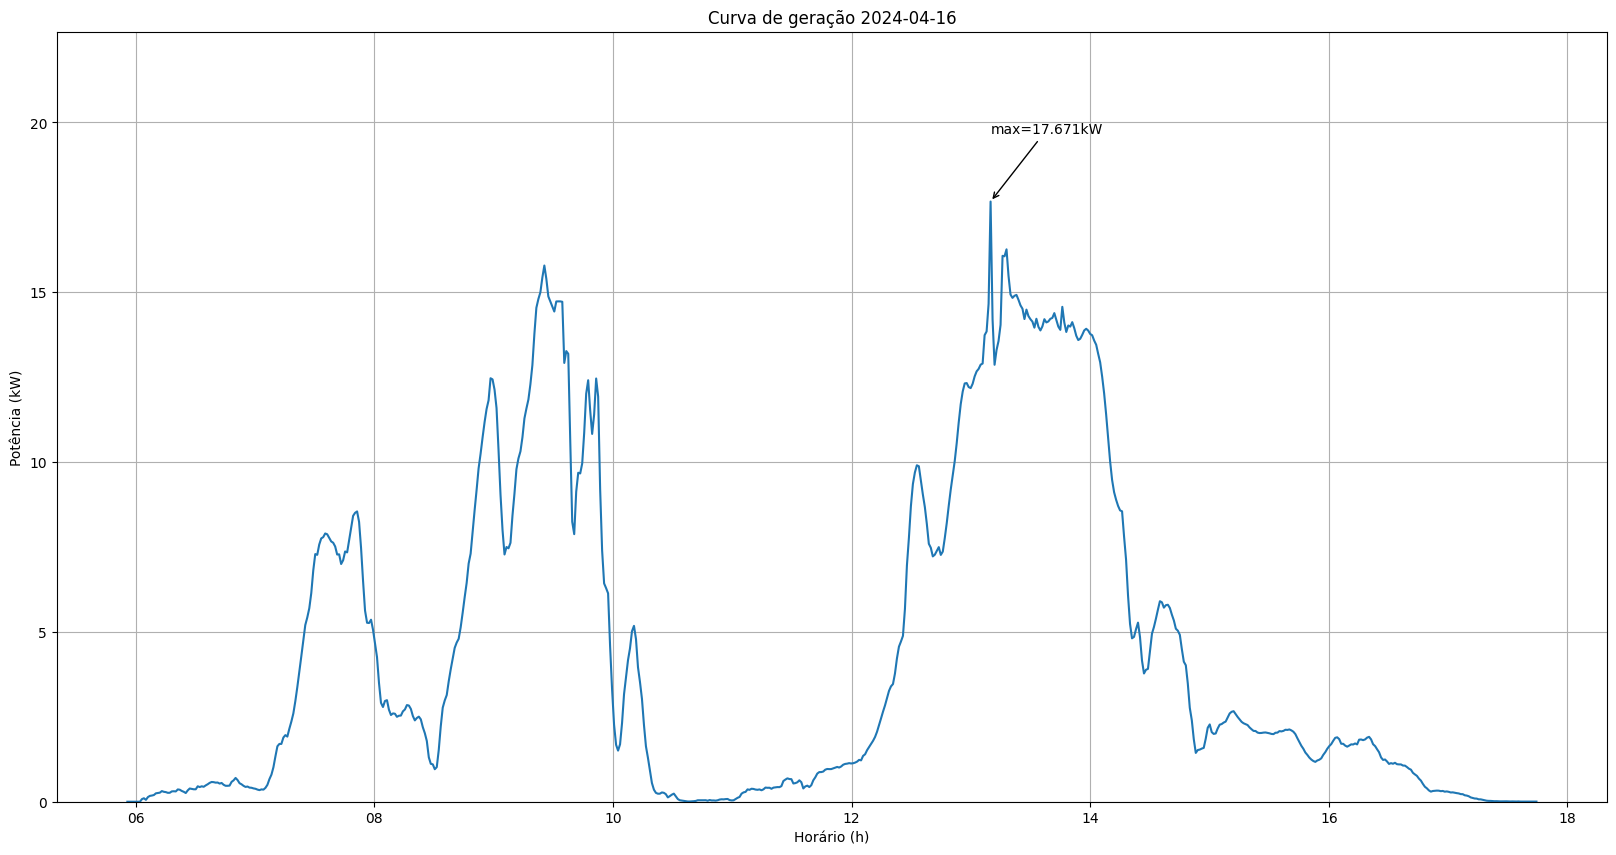 Curva de geração 2024-04-16
max=17.671kW
Potência (kW)
20
15
10
5
0
06 08 10 12 14 16 18
Horário (h)